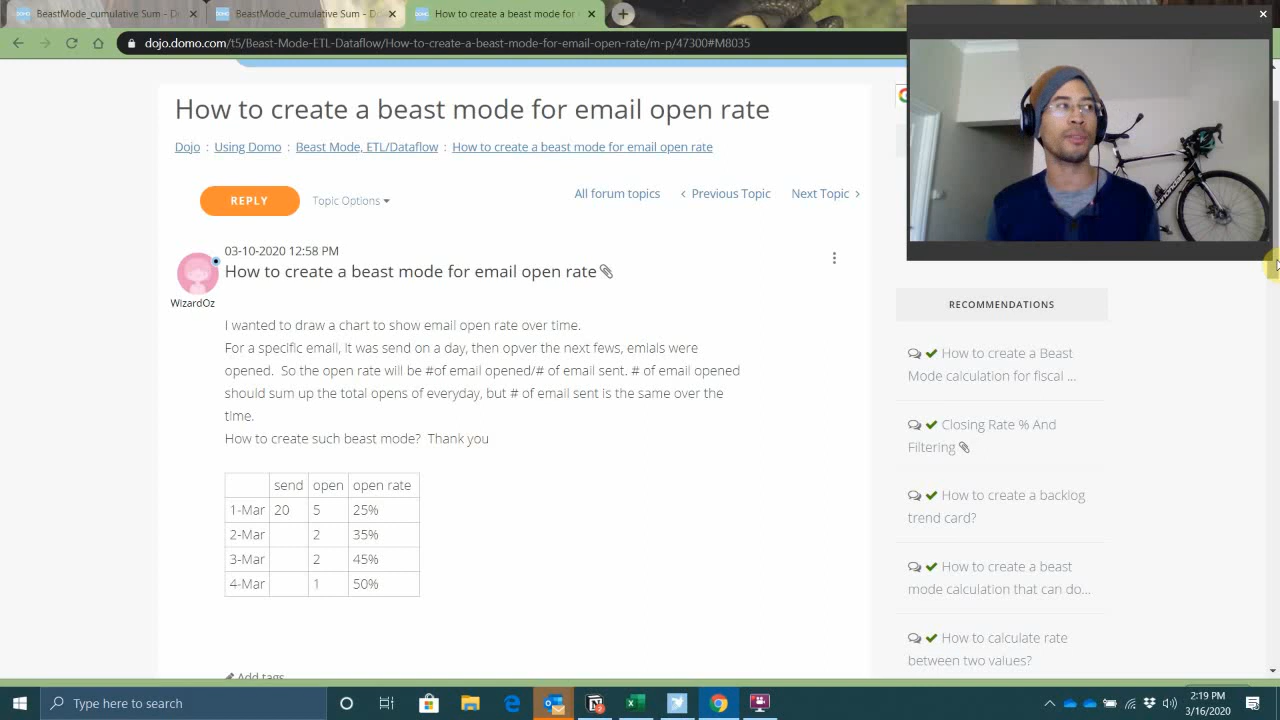 BeastMode_cumulative Sum - D
BeastMode_cumulative Sum - D
How to create a beast mode for
dojo.domo.com/t5/Beast-Mode-ETL-Dataflow/How-to-create-a-beast-mode-for-email-open-rate/m-p/47300#M8035
How to create a beast mode for email open rate
Dojo : Using Domo : Beast Mode, ETL/Dataflow : How to create a beast mode for email open rate
REPLY
Topic Options
All forum topics
Previous Topic
Next Topic
03-10-2020 12:58 PM
How to create a beast mode for email open rate
WizardOz
I wanted to draw a chart to show email open rate over time.
For a specific email, it was send on a day, then opver the next fews, emials were
opened. So the open rate will be #of email opened/# of email sent. # of email opened
should sum up the total opens of everyday, but # of email sent is the same over the
time.
How to create such beast mode? Thank you
send open open rate
1-Mar 20 5 25%
2-Mar 2 35%
3-Mar 2 45%
4-Mar 1 50%
Add tags
cannondale
RECOMMENDATIONS
How to create a Beast
Mode calculation for fiscal ...
Closing Rate % And
Filtering
How to create a backlog
trend card?
How to create a beast
mode calculation that can do...
How to calculate rate
between two values?
Type here to search
2:19 PM
3/16/2020